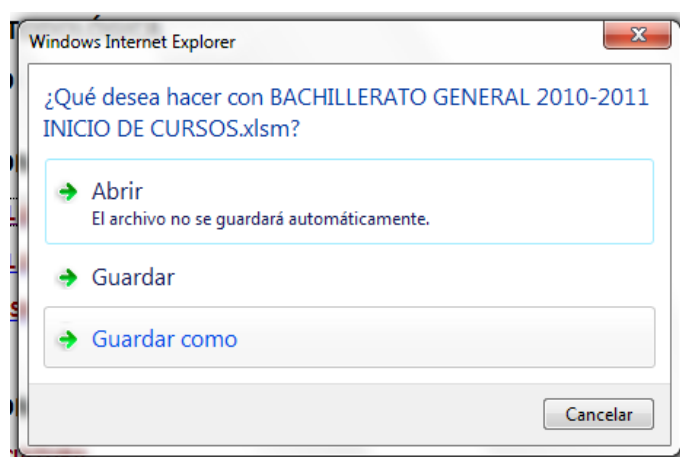 Windows Internet Explorer
¿Qué desea hacer con BACHILLERATO GENERAL 2010-2011
INICIO DE CURSOS.xlsm?
Abrir
El archivo no se guardará automáticamente.
Guardar
Guardar como
Cancelar